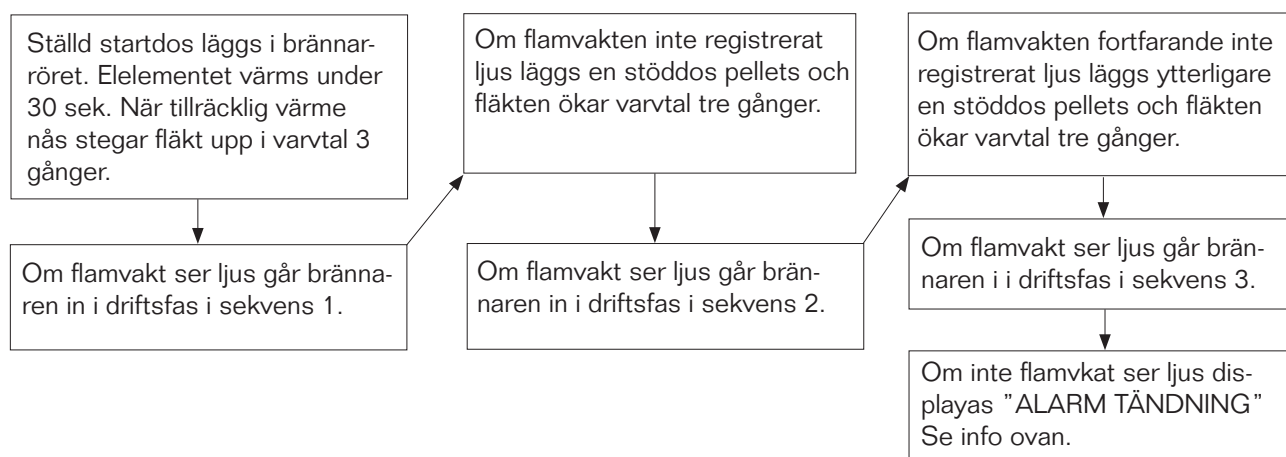 Ställd startdos läggs i brännar-
röret. Elelementet värms under
30 sek. När tillräcklig värme
nås stegar fläkt upp i varvtal 3
gånger.
Om flamvakt ser ljus går bränna-
ren in i driftsfas i sekvens 1.
Om flamvakten inte registrerat
ljus läggs en stöddos pellets och
fläkten ökar varvtal tre gånger.
Om flamvakt ser ljus går brän-
naren in i driftsfas i sekvens 2.
Om flamvakten fortfarande inte
registrerat ljus läggs ytterligare
en stöddos pellets och fläkten
ökar varvtal tre gånger.
Om flamvakt ser ljus går brän-
naren i i driftsfas i sekvens 3.
Om inte flamvkat ser ljus dis-
playas ”ALARM TÄNDNING”
Se info ovan.